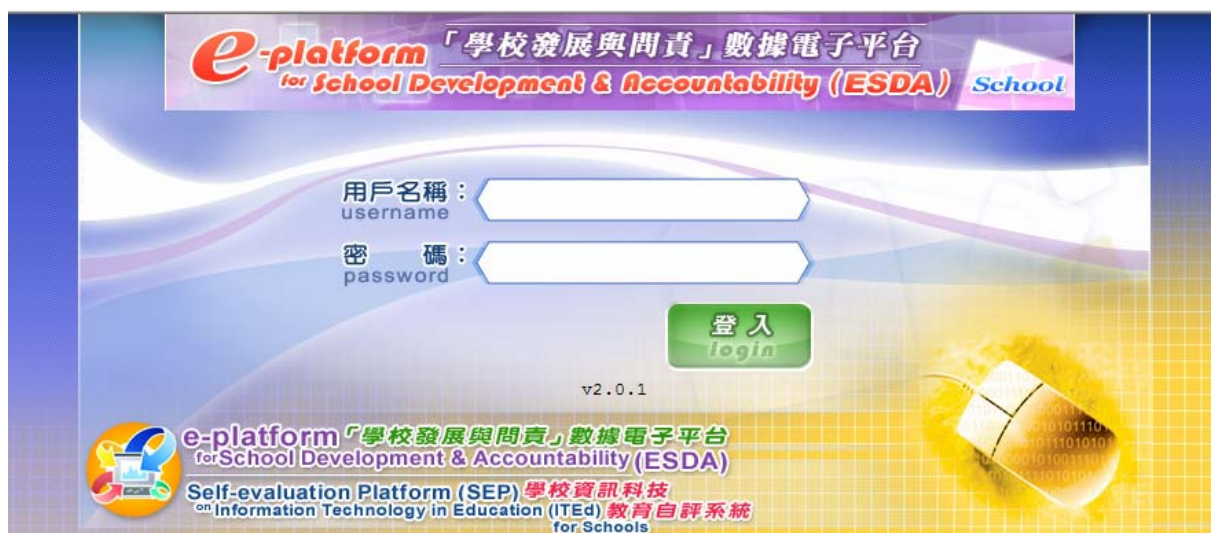 e-platform「學校發展與問責」數據電子平台
for School Development & Accountability (ESDA) School
用戶名稱：
username
密 碼：
password
登入
login
v2.0.1
e-platform「學校發展與問責」數據電子平台
for School Development & Accountability (ESDA)
Self-evaluation Platform (SEP) 學校資訊科技
on Information Technology in Education (ITEd) 教育自評系統
for Schools